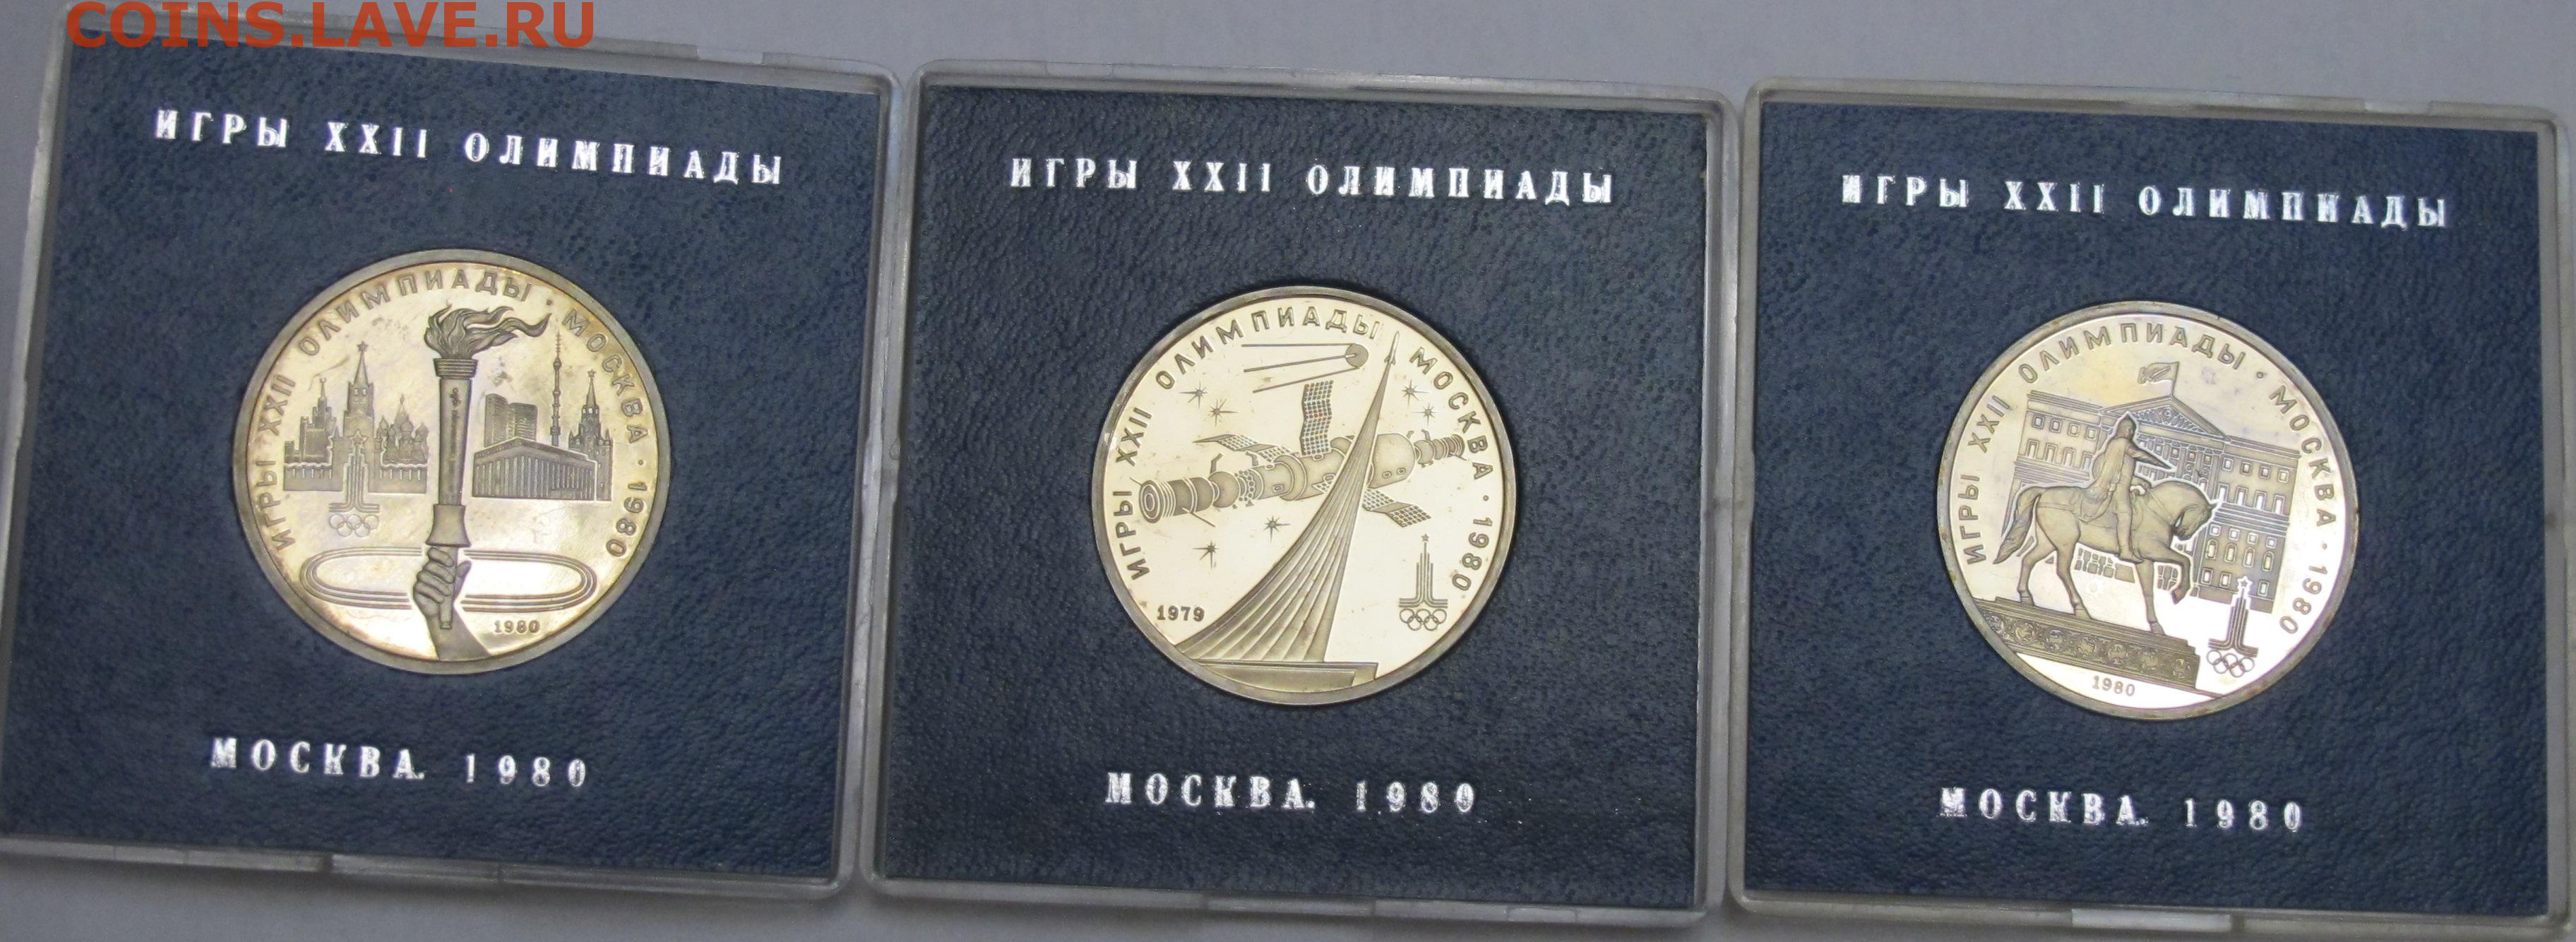 COINS.LAVE.RU
ИГРЫ XXII ОЛИМПИАДЫ
ИГРЫ XXII ОЛИМПИАДЫ · МОСКВА · 1980
1980
МОСКВА. 1980
ИГРЫ XXII ОЛИМПИАДЫ
ИГРЫ XXII ОЛИМПИАДЫ МОСКВА · 1980
1979
МОСКВА. 1980
ИГРЫ XXII ОЛИМПИАДЫ
ИГРЫ XXII ОЛИМПИАДЫ · МОСКВА · 1980
1980
МОСКВА. 1980